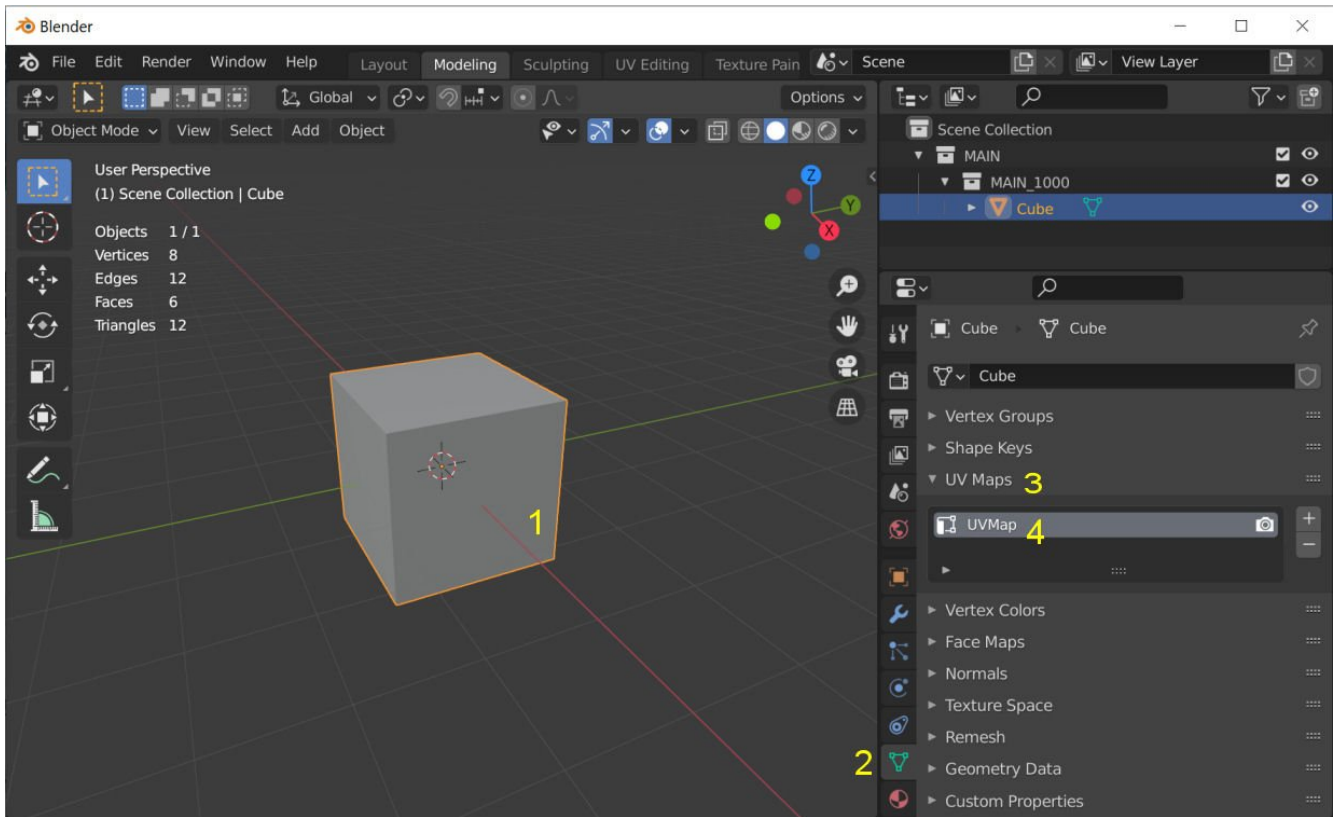 Blender
File Edit Render Window Help Layout Modeling Sculpting UV Editing Texture Pain Scene View Layer
Global Options
Object Mode View Select Add Object
User Perspective
(1) Scene Collection | Cube
Objects 1 / 1
Vertices 8
Edges 12
Faces 6
Triangles 12
Z
Y
X
1
Scene Collection
MAIN
MAIN_1000
Cube
Cube Cube
Cube
Vertex Groups
Shape Keys
UV Maps 3
UVMap 4
Vertex Colors
Face Maps
Normals
Texture Space
Remesh
2
Geometry Data
Custom Properties